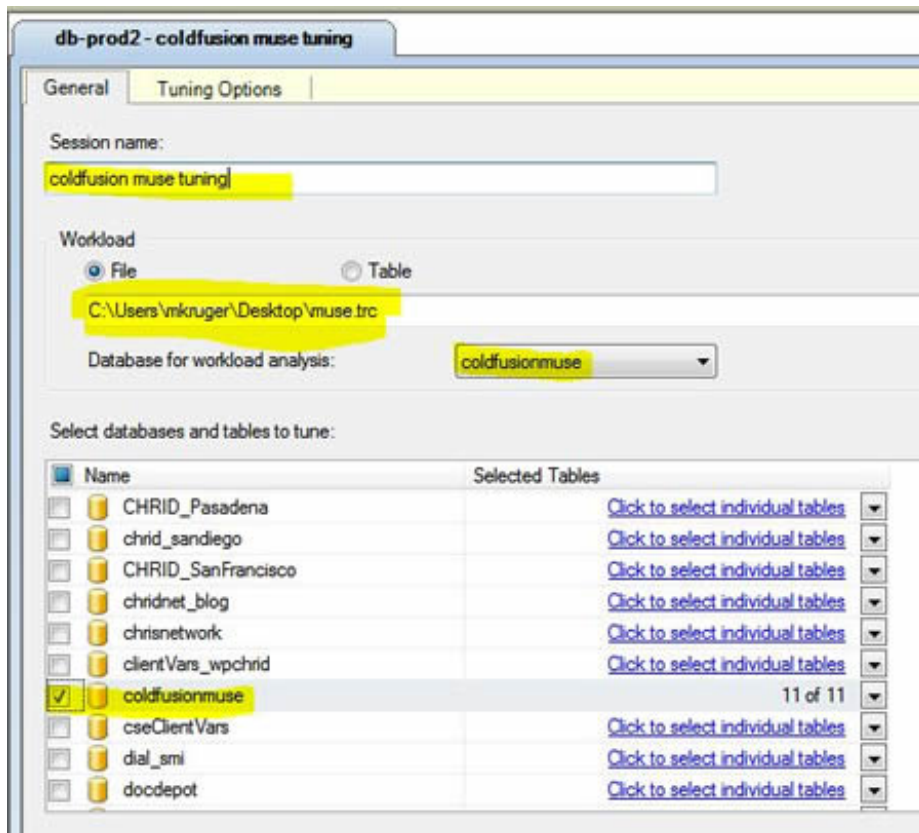 db-prod2 - coldfusion muse tuning
General Tuning Options
Session name:
coldfusion muse tuning
Workload
File Table
C:\Users\mkruger\Desktop\muse.trc
Database for workload analysis: coldfusionmuse
Select databases and tables to tune:
Name Selected Tables
CHRID_Pasadena Click to select individual tables
chrid_sandiego Click to select individual tables
CHRID_SanFrancisco Click to select individual tables
chridnet_blog Click to select individual tables
chrisnetwork Click to select individual tables
clientVars_wpchrid Click to select individual tables
coldfusionmuse 11 of 11
cseClientVars Click to select individual tables
dial_smi Click to select individual tables
docdepot Click to select individual tables